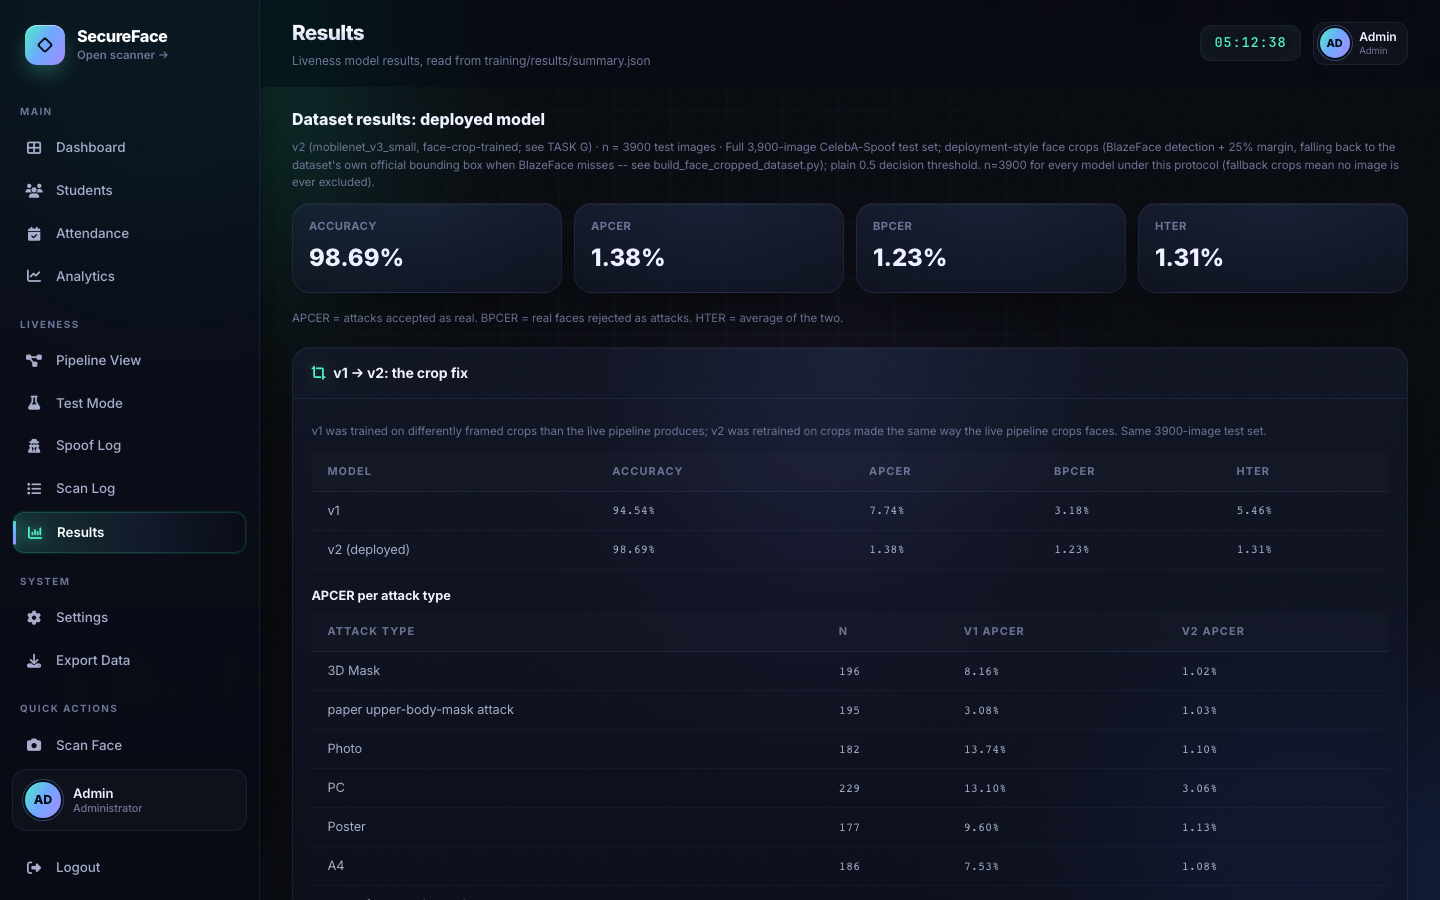 SecureFace
Open scanner →
MAIN
Dashboard
Students
Attendance
Analytics
LIVENESS
Pipeline View
Test Mode
Spoof Log
Scan Log
Results
SYSTEM
Settings
Export Data
QUICK ACTIONS
Scan Face
AD
Admin
Administrator
Logout
Results
Liveness model results, read from training/results/summary.json
05:12:38
AD
Admin
Admin
Dataset results: deployed model
v2 (mobilenet_v3_small, face-crop-trained; see TASK G) · n = 3900 test images · Full 3,900-image CelebA-Spoof test set; deployment-style face crops (BlazeFace detection + 25% margin, falling back to the
dataset's own official bounding box when BlazeFace misses -- see build_face_cropped_dataset.py); plain 0.5 decision threshold. n=3900 for every model under this protocol (fallback crops mean no image is
ever excluded).
ACCURACY
98.69%
APCER
1.38%
BPCER
1.23%
HTER
1.31%
APCER = attacks accepted as real. BPCER = real faces rejected as attacks. HTER = average of the two.
v1 → v2: the crop fix
v1 was trained on differently framed crops than the live pipeline produces; v2 was retrained on crops made the same way the live pipeline crops faces. Same 3900-image test set.
MODEL ACCURACY APCER BPCER HTER
v1 94.54% 7.74% 3.18% 5.46%
v2 (deployed) 98.69% 1.38% 1.23% 1.31%
APCER per attack type
ATTACK TYPE N V1 APCER V2 APCER
3D Mask 196 8.16% 1.02%
paper upper-body-mask attack 195 3.08% 1.03%
Photo 182 13.74% 1.10%
PC 229 13.10% 3.06%
Poster 177 9.60% 1.13%
A4 186 7.53% 1.08%